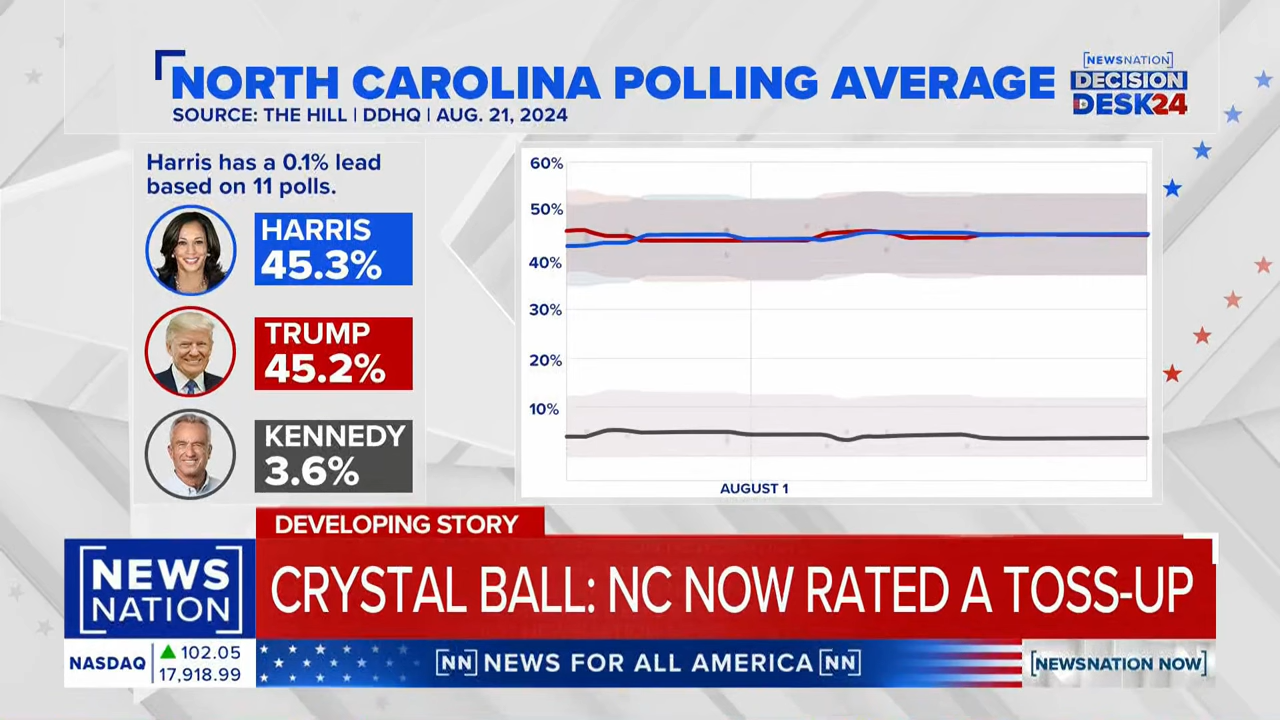 NORTH CAROLINA POLLING AVERAGE
SOURCE: THE HILL | DDHQ | AUG. 21, 2024
[NEWSNATION]
DECISION
DESK24
Harris has a 0.1% lead
based on 11 polls.
HARRIS
45.3%
TRUMP
45.2%
KENNEDY
3.6%
60%
50%
40%
30%
20%
10%
AUGUST 1
DEVELOPING STORY
NEWS
NATION
CRYSTAL BALL: NC NOW RATED A TOSS-UP
NASDAQ
102.05
17,918.99
[NN] NEWS FOR ALL AMERICA [NN]
[NEWSNATION NOW]